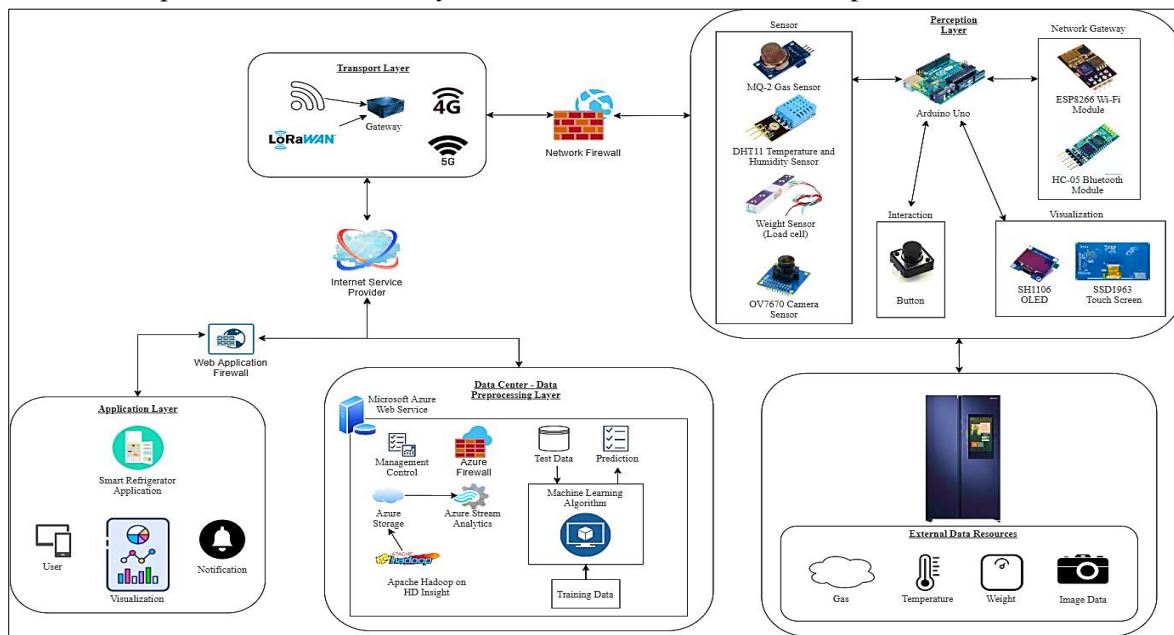 Transport Layer
LoRaWAN
Gateway
4G
5G
Network Firewall
Perception
Layer
Sensor
MQ-2 Gas Sensor
DHT11 Temperature and
Humidity Sensor
Weight Sensor
(Load cell)
OV7670 Camera
Sensor
Arduino Uno
Network Gateway
ESP8266 Wi-Fi
Module
HC-05 Bluetooth
Module
Interaction
Button
Visualization
SH1106
OLED
SSD1963
Touch Screen
Internet Service
Provider
Web Application
Firewall
Application Layer
Smart Refrigerator
Application
User
Visualization
Notification
Data Center - Data
Preprocessing Layer
Microsoft Azure
Web Service
Management
Control
Azure
Firewall
Azure
Storage
Azure Stream
Analytics
APACHE
hadoop
Apache Hadoop on
HD Insight
Test Data
Prediction
Machine Learning
Algorithm
Training Data
External Data Resources
Gas
Temperature
Weight
Image Data